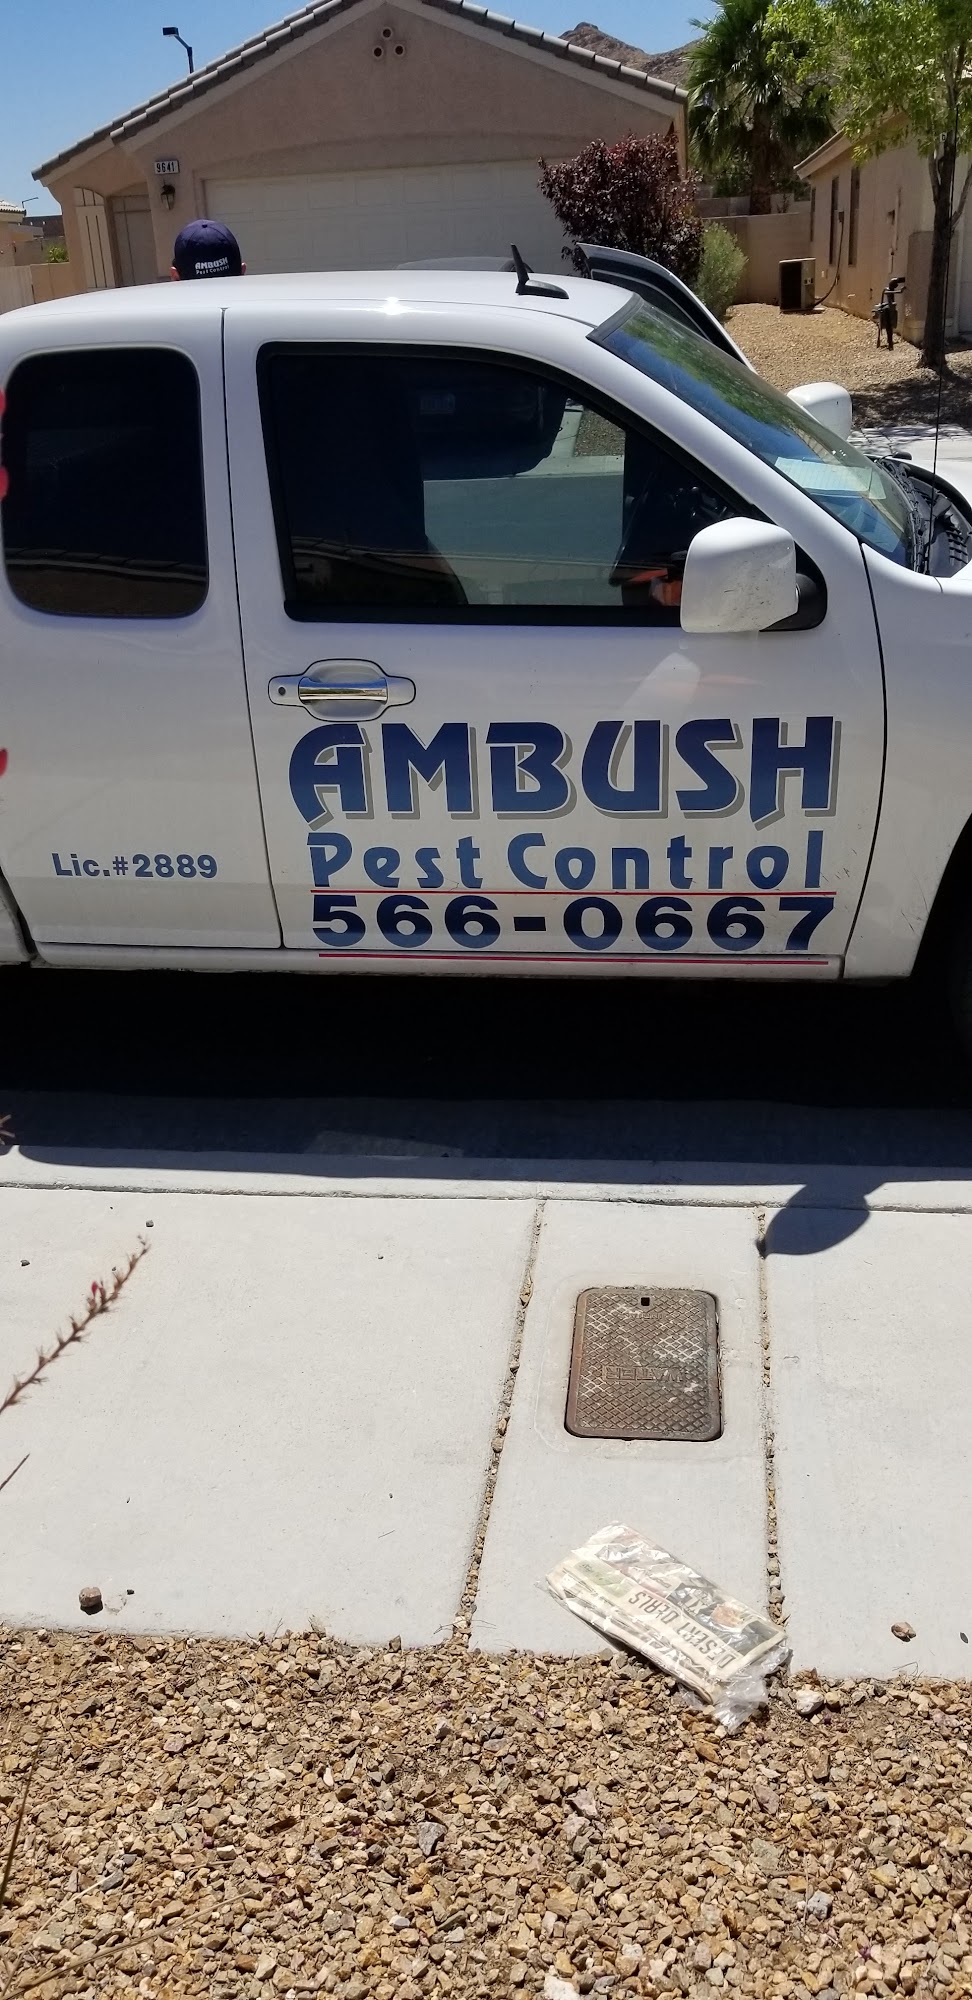 9641
AMBUSH
Pest Control
AMBUSH
Pest Control
566-0667
Lic.#2889
WATER
DESERT DEALS